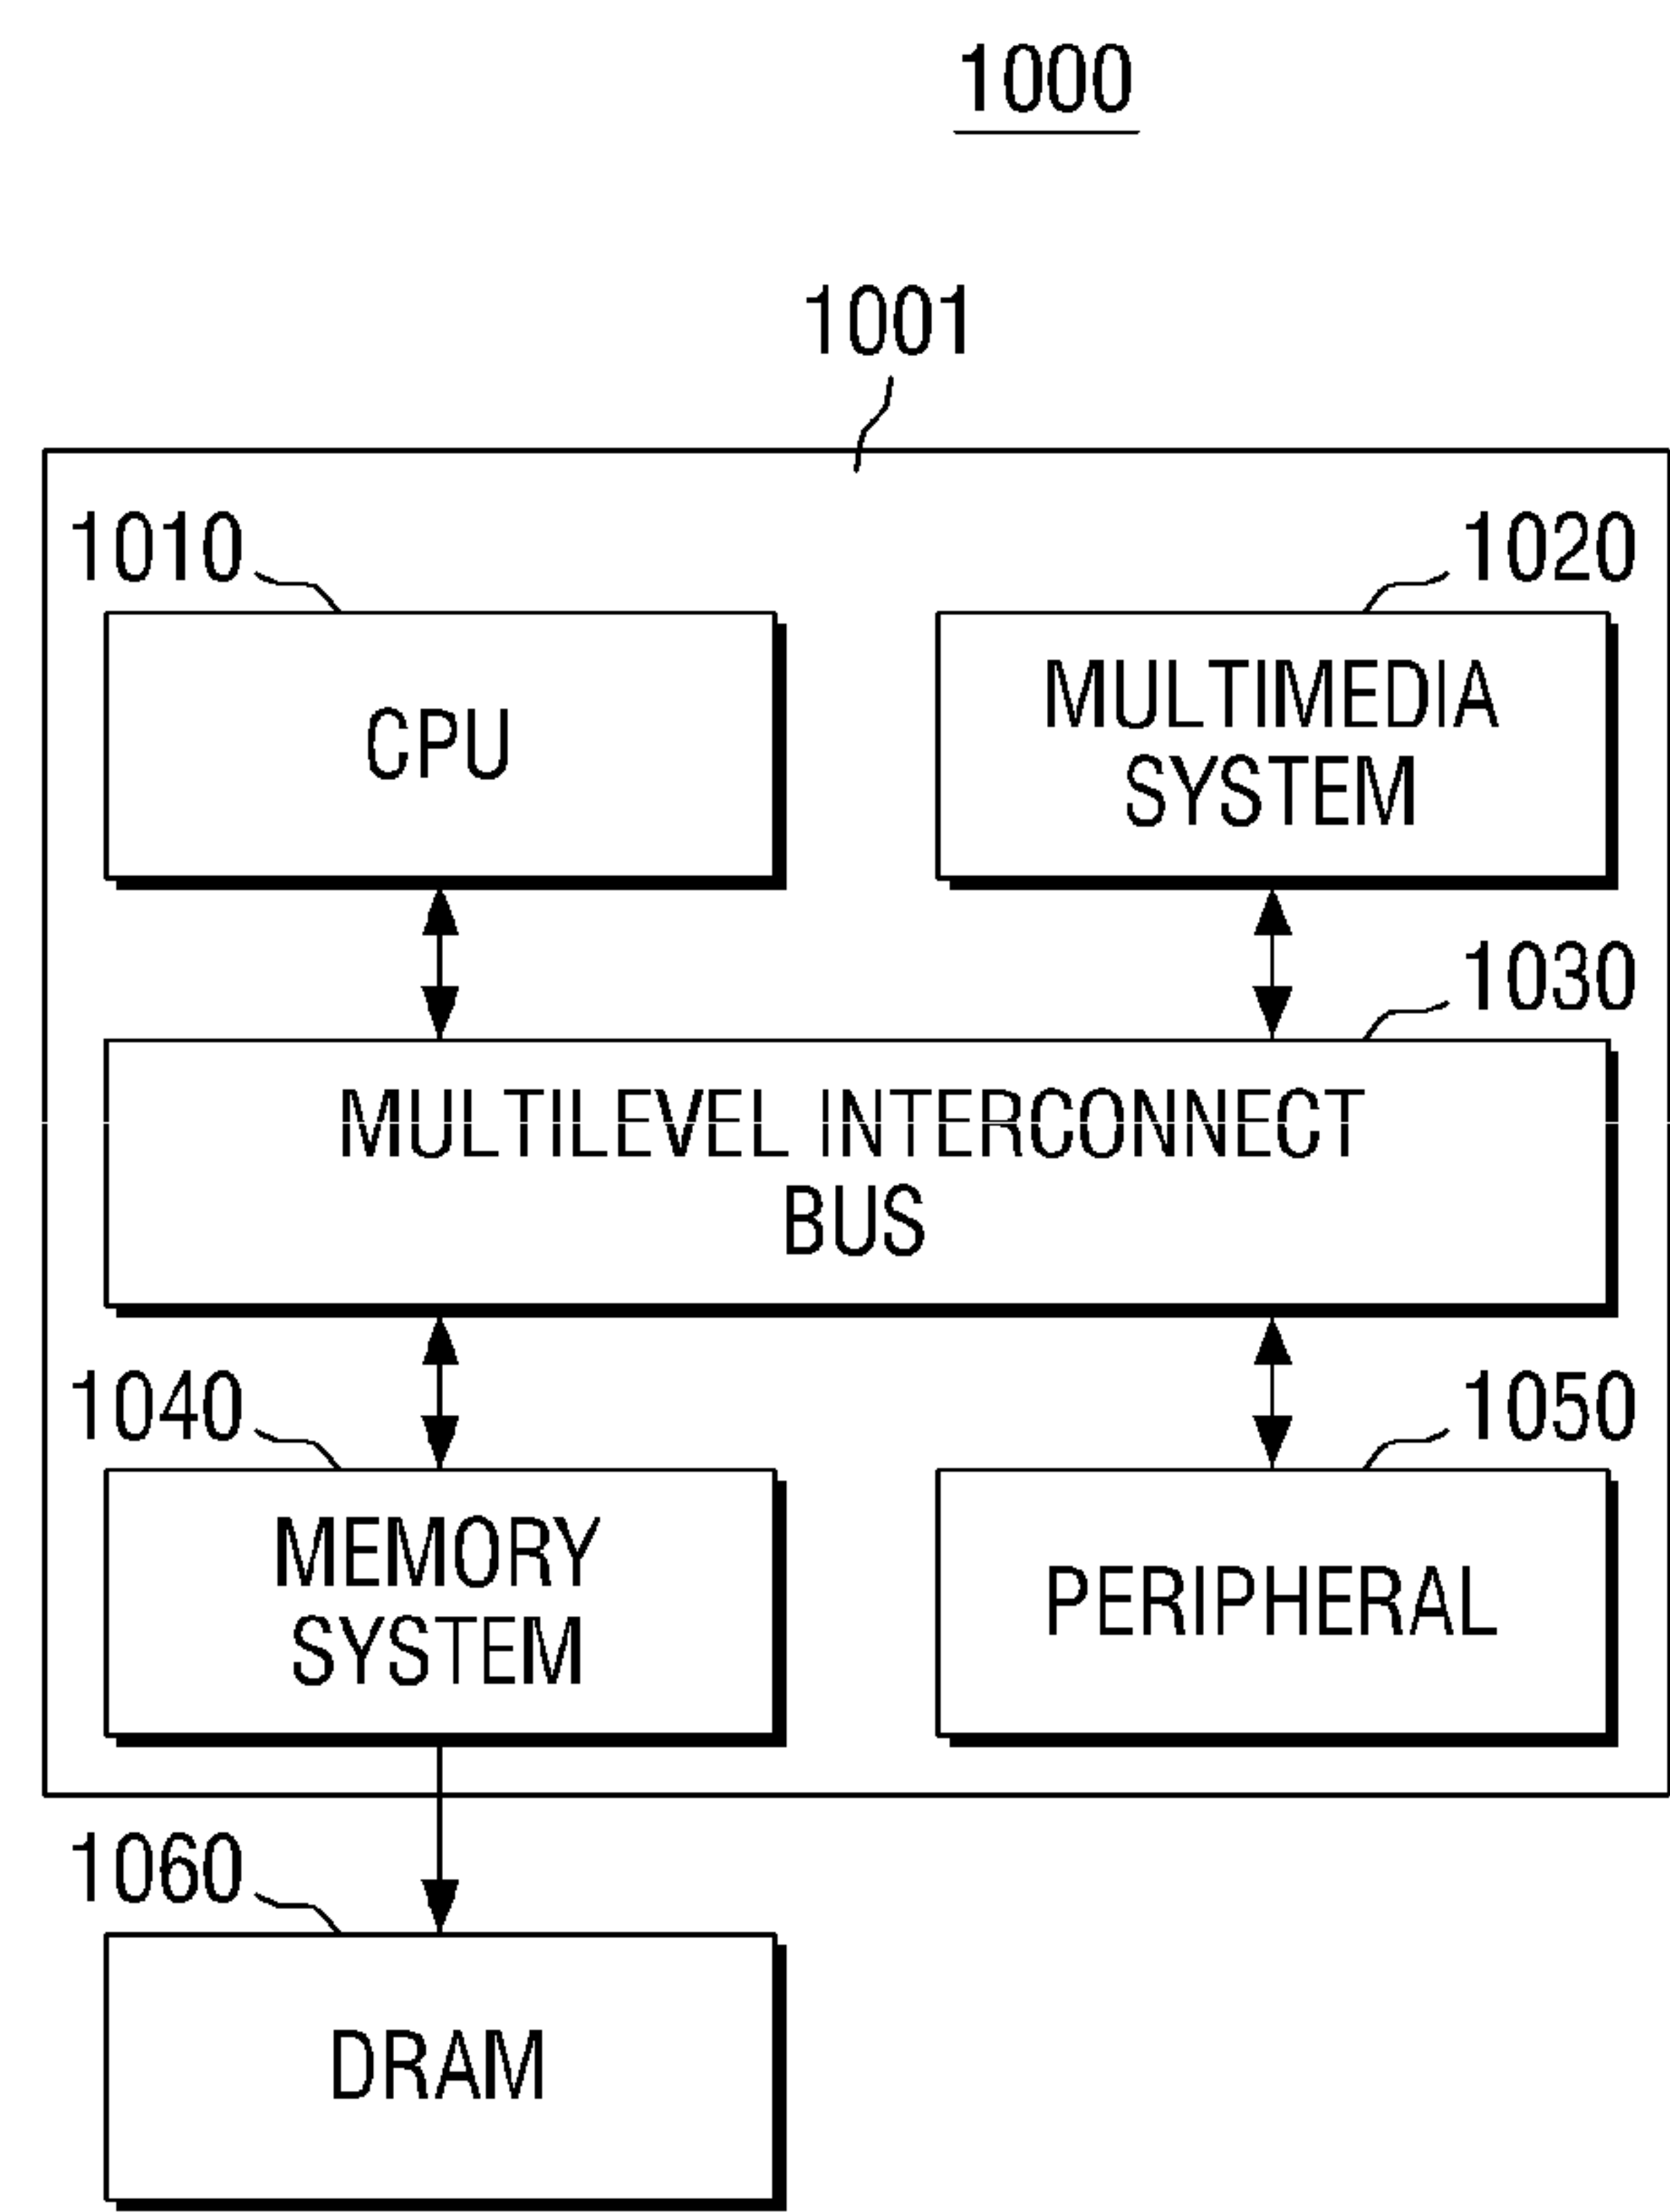 1000
1001
1010
1020
CPU
MULTIMEDIA
SYSTEM
1030
MULTILEVEL INTERCONNECT
BUS
1040
1050
MEMORY
SYSTEM
PERIPHERAL
1060
DRAM